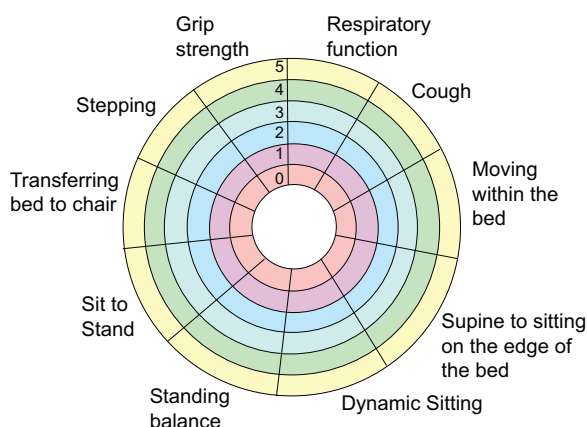 Grip
strength
Respiratory
function
Cough
Moving
within the
bed
Supine to sitting
on the edge of
the bed
Dynamic Sitting
Standing
balance
Sit to
Stand
Transferring
bed to chair
Stepping
5
4
3
2
1
0